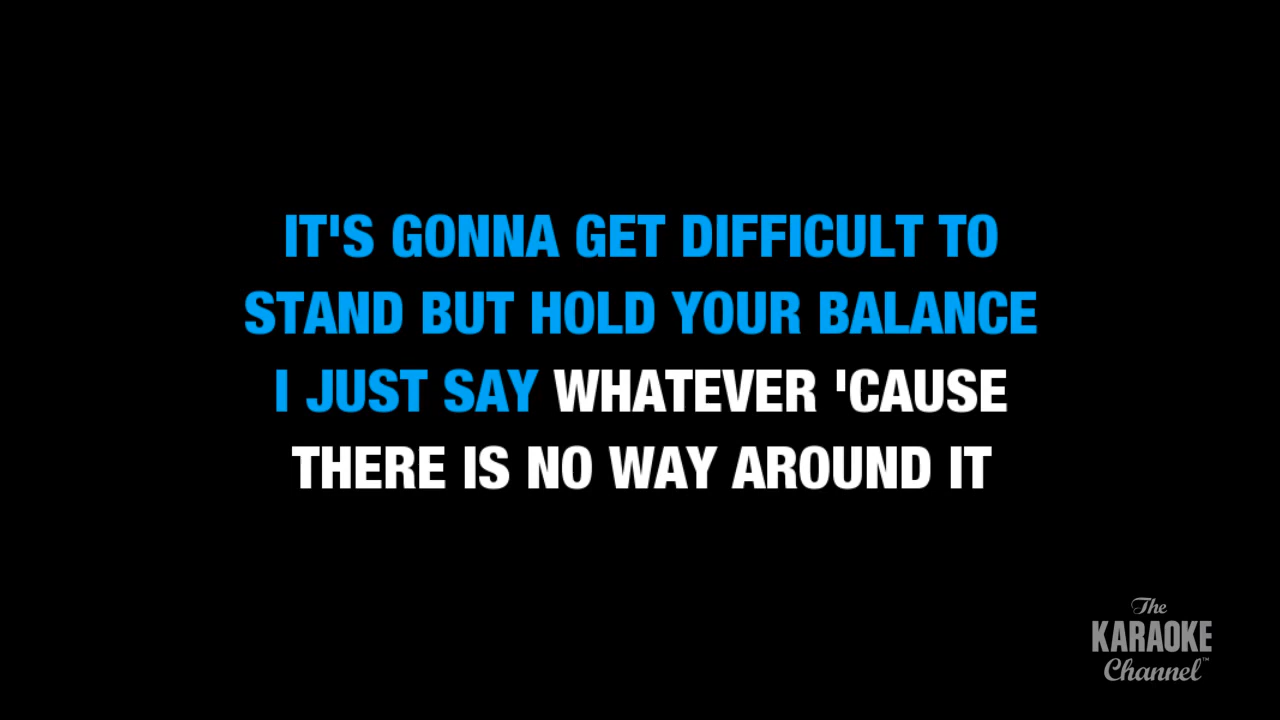 IT'S GONNA GET DIFFICULT TO
STAND BUT HOLD YOUR BALANCE
I JUST SAY WHATEVER 'CAUSE
THERE IS NO WAY AROUND IT
The
KARAOKE
Channel™